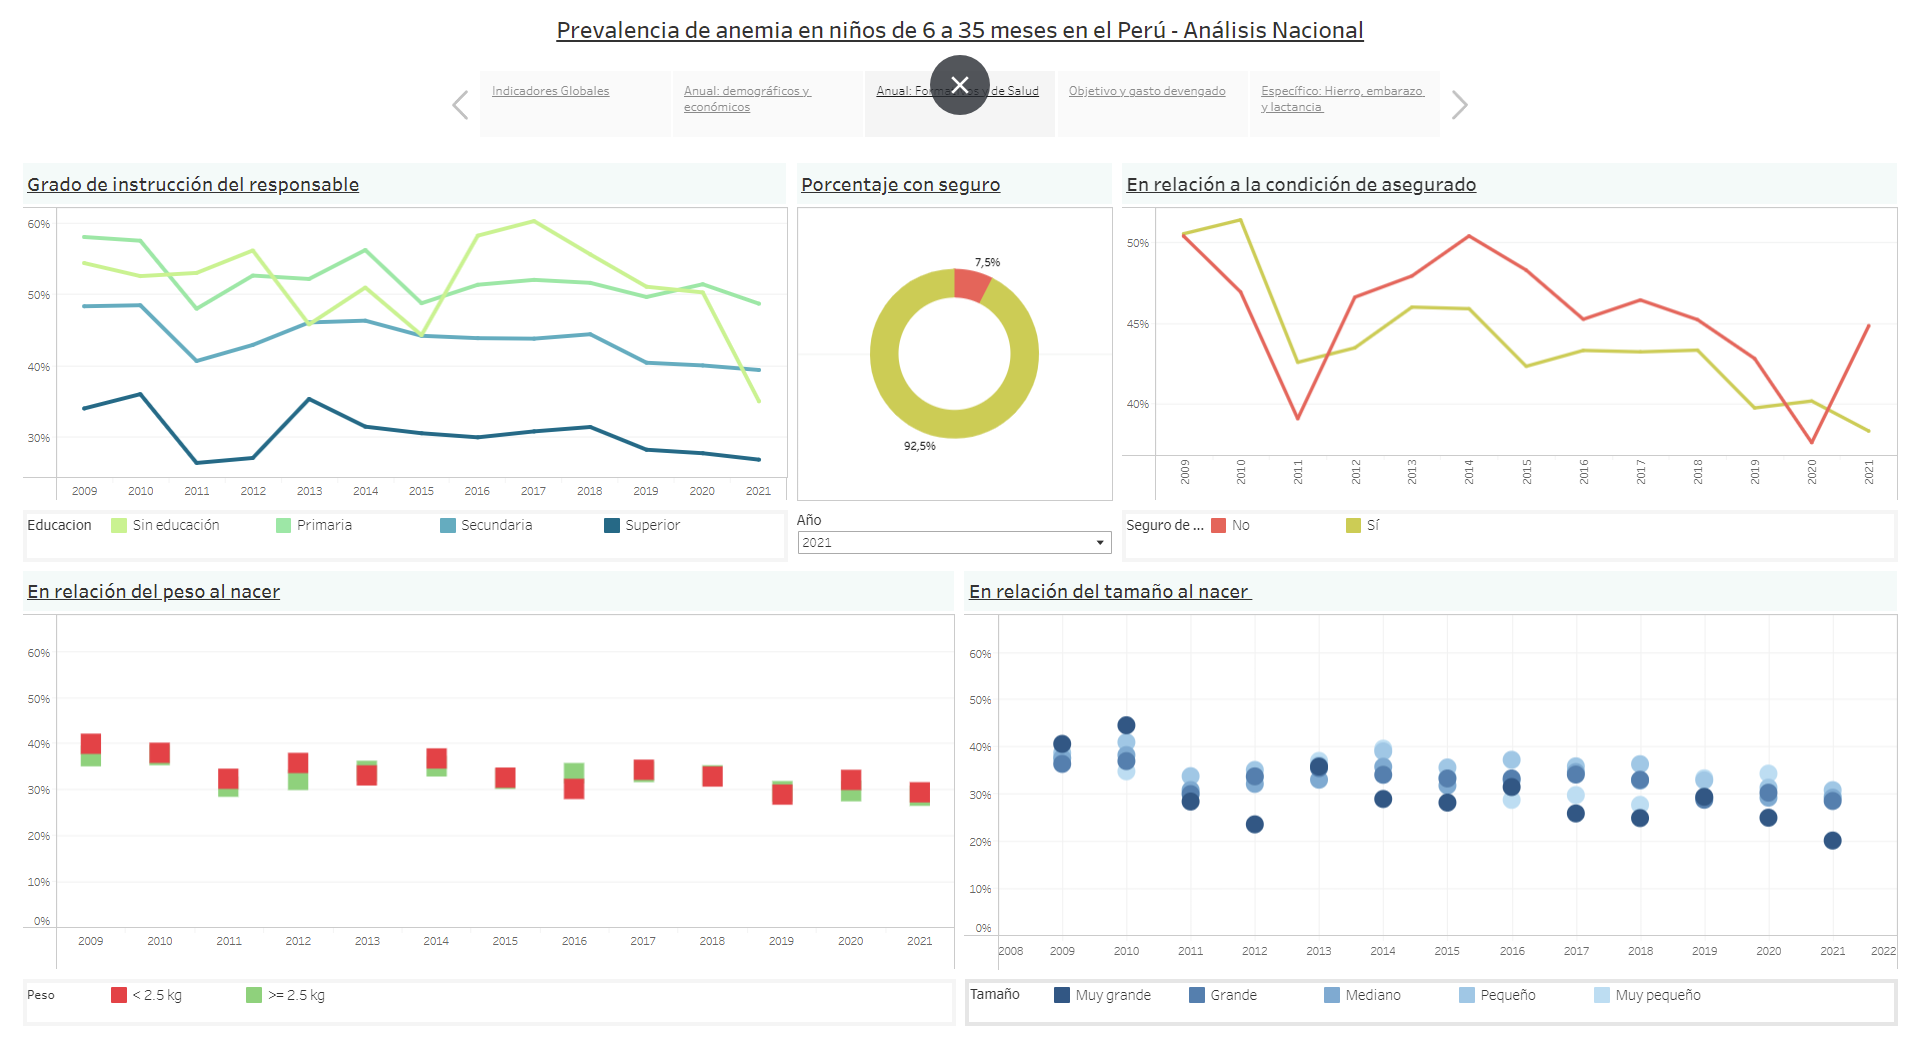 Prevalencia de anemia en niños de 6 a 35 meses en el Perú - Análisis Nacional
Indicadores Globales
Anual: demográficos y
económicos
Anual: y de Salud
Objetivo y gasto devengado
Específico: Hierro, embarazo
y lactancia
Grado de instrucción del responsable
60%
50%
40%
30%
2009 2010 2011 2012 2013 2014 2015 2016 2017 2018 2019 2020 2021
Educacion Sin educación Primaria Secundaria Superior
Porcentaje con seguro
7,5%
92,5%
Año
2021
En relación a la condición de asegurado
50%
45%
40%
2009 2010 2011 2012 2013 2014 2015 2016 2017 2018 2019 2020 2021
Seguro de ... No Sí
En relación del peso al nacer
60%
50%
40%
30%
20%
10%
0%
2009 2010 2011 2012 2013 2014 2015 2016 2017 2018 2019 2020 2021
Peso < 2.5 kg >= 2.5 kg
En relación del tamaño al nacer
60%
50%
40%
30%
20%
10%
0%
2008 2009 2010 2011 2012 2013 2014 2015 2016 2017 2018 2019 2020 2021 2022
Tamaño Muy grande Grande Mediano Pequeño Muy pequeño